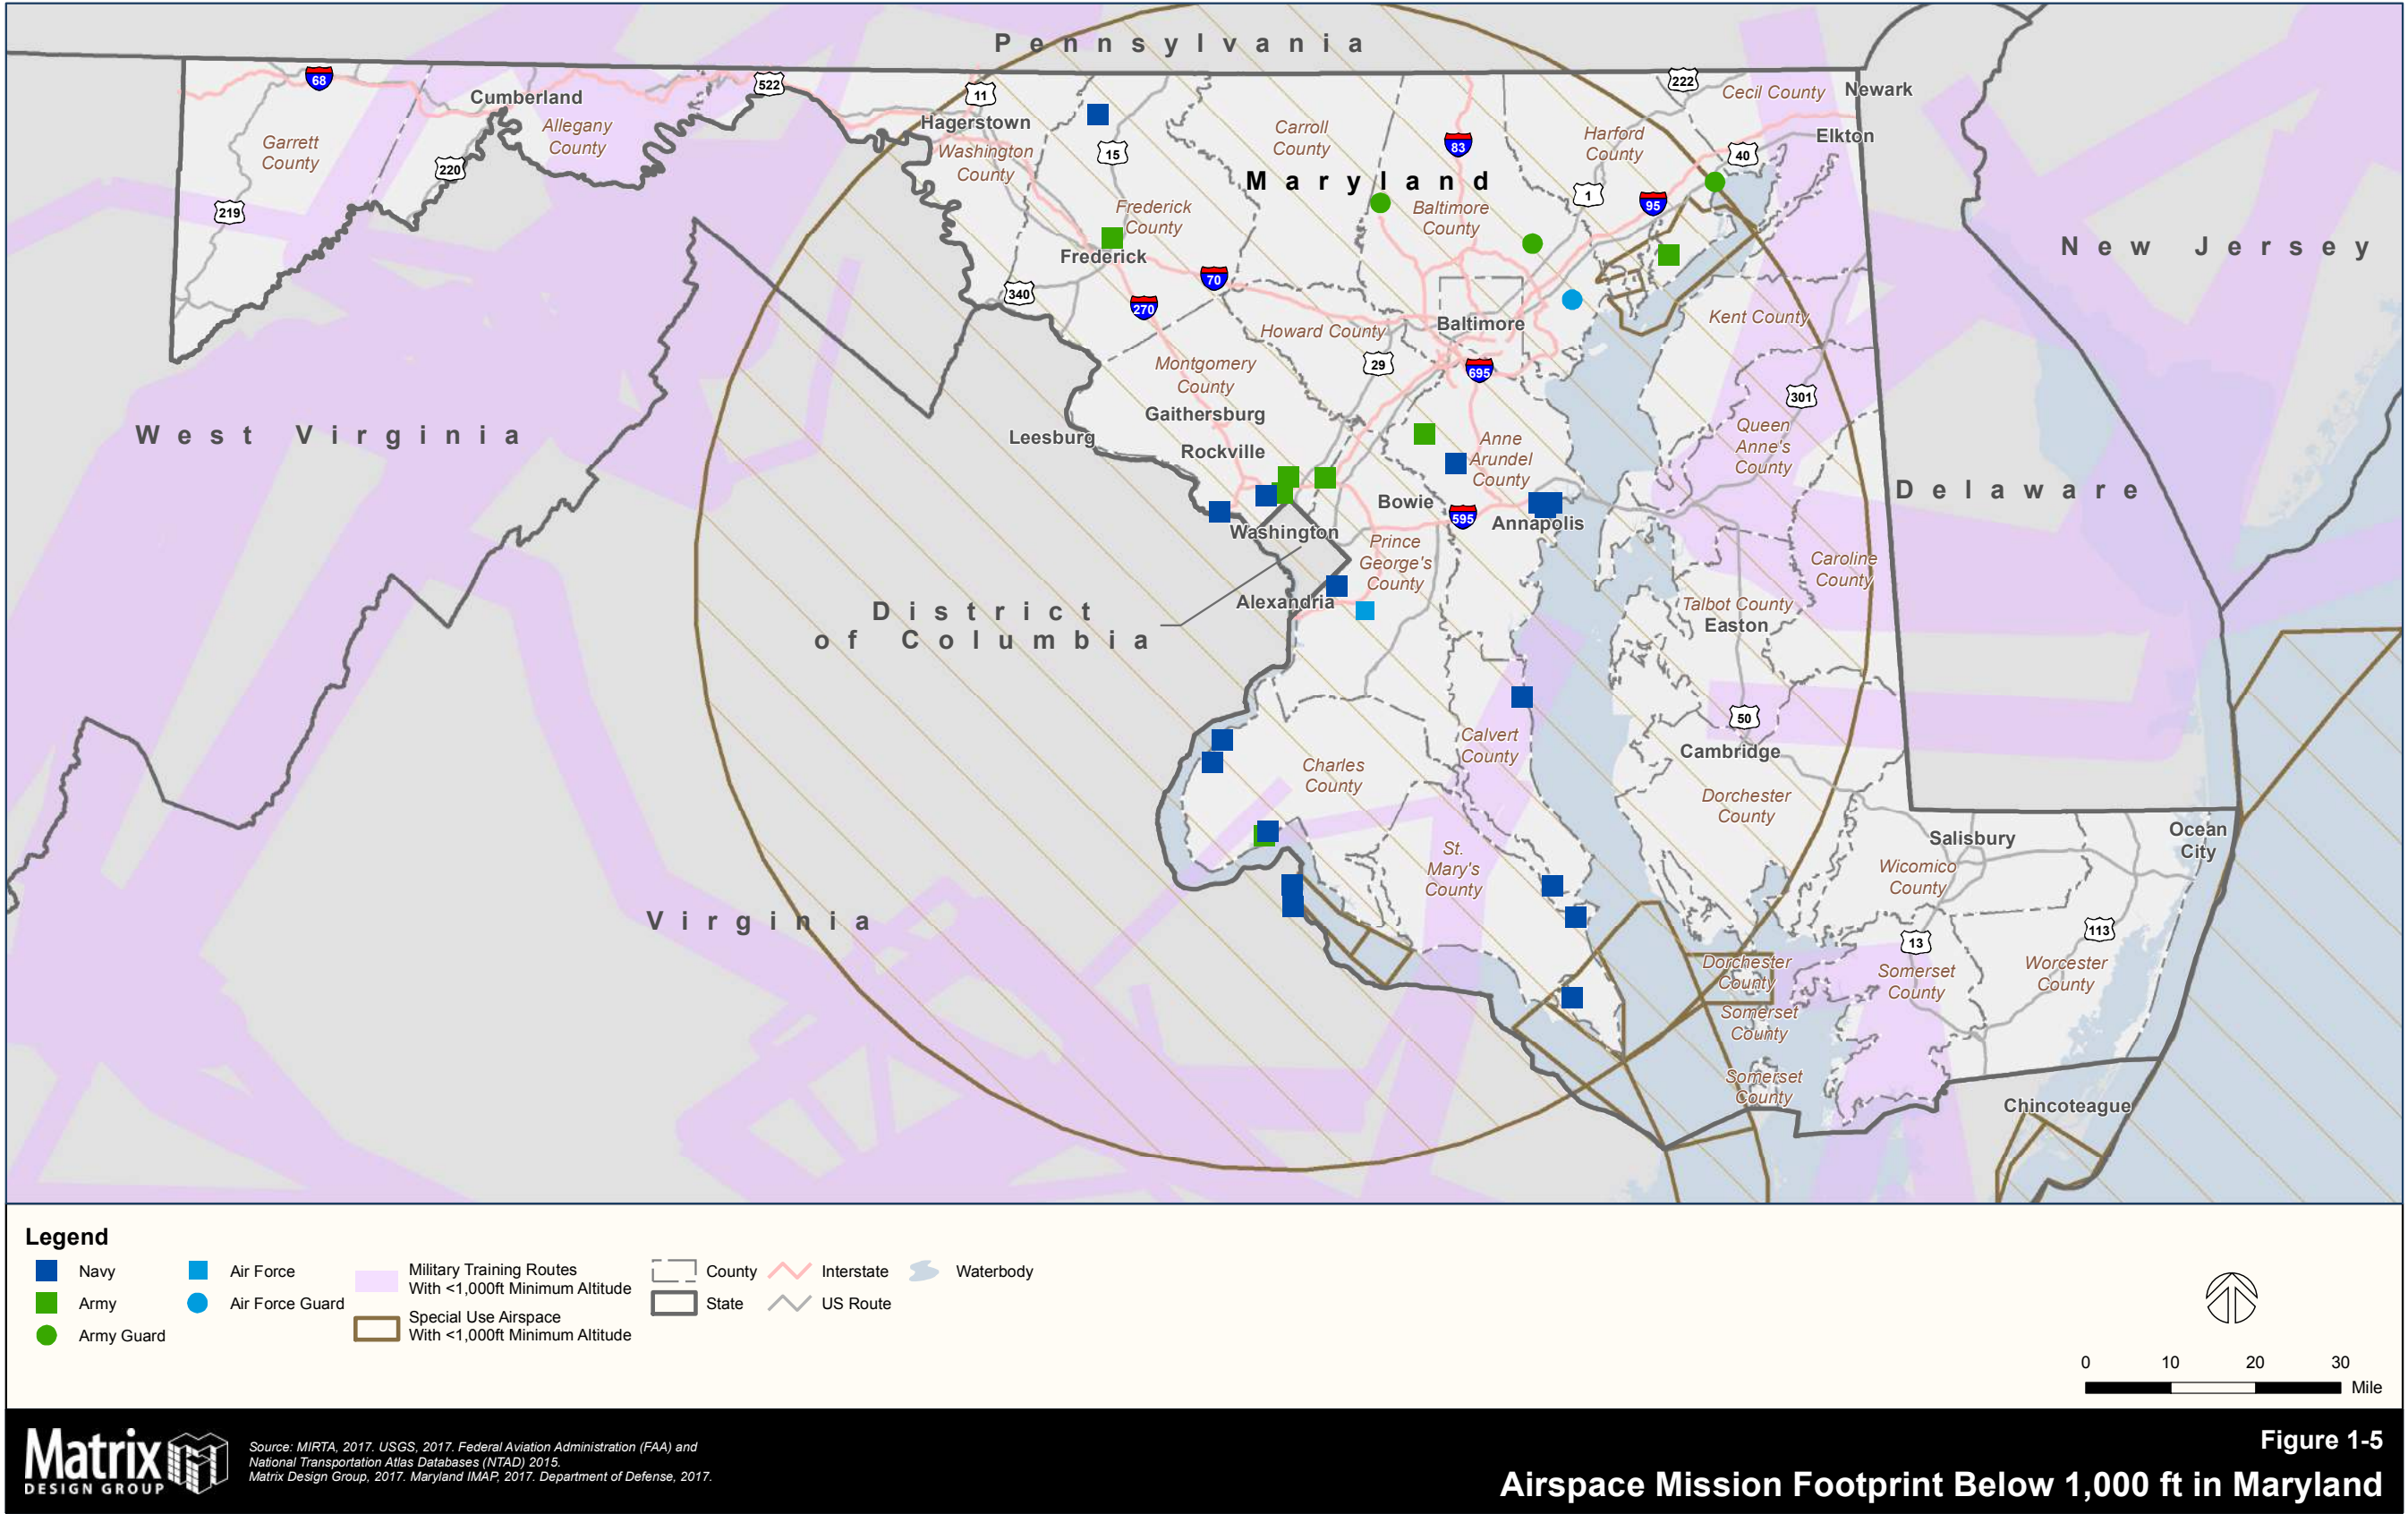 Pennsylvania
68
522
11
222
Cecil County
Newark
Cumberland
Hagerstown
Allegany
County
Garrett
County
Washington
County
15
Carroll
County
83
Harford
County
40
Elkton
220
Maryland
1
95
219
Frederick
County
Baltimore
County
New Jersey
Frederick
70
340
270
Howard County
Baltimore
Kent County
29
695
Montgomery
County
301
Gaithersburg
West Virginia
Leesburg
Rockville
Anne
Arundel
County
Queen
Anne's
County
Delaware
Bowie
595
Annapolis
Washington
Prince
George's
County
Caroline
County
Alexandria
District
of Columbia
Talbot County
Easton
50
Cambridge
Calvert
County
Charles
County
Dorchester
County
Salisbury
Ocean
City
St.
Mary's
County
Wicomico
County
Virginia
13
113
Dorchester
County
Somerset
County
Worcester
County
Somerset
County
Somerset
County
Chincoteague
Legend
Navy
Army
Army Guard
Air Force
Air Force Guard
Military Training Routes
With <1,000ft Minimum Altitude
Special Use Airspace
With <1,000ft Minimum Altitude
County
State
Interstate
US Route
Waterbody
0 10 20 30
Mile
Matrix
DESIGN GROUP
Source: MIRTA, 2017. USGS, 2017. Federal Aviation Administration (FAA) and
National Transportation Atlas Databases (NTAD) 2015.
Matrix Design Group, 2017. Maryland IMAP, 2017. Department of Defense, 2017.
Figure 1-5
Airspace Mission Footprint Below 1,000 ft in Maryland